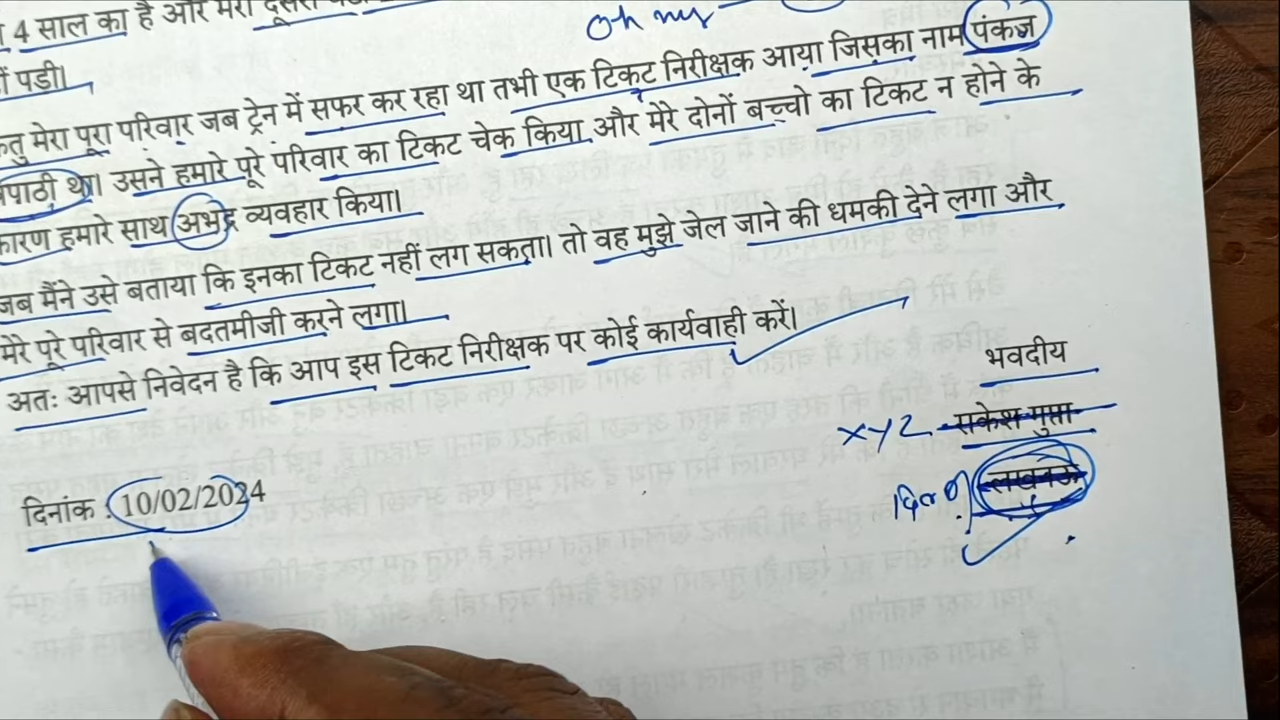 4 साल का है और मेरा दूसरा
oh my
पड़ी।
मेरा पूरा परिवार जब ट्रेन में सफर कर रहा था तभी एक टिकट निरीक्षक आया जिसका नाम पंकज
था। उसने हमारे पूरे परिवार का टिकट चेक किया और मेरे दोनों बच्चो का टिकट न होने के
कारण हमारे साथ अभद्र व्यवहार किया।
जब मैंने उसे बताया कि इनका टिकट नहीं लग सकता। तो वह मुझे जेल जाने की धमकी देने लगा और
मेरे पूरे परिवार से बदतमीजी करने लगा।
अतः आपसे निवेदन है कि आप इस टिकट निरीक्षक पर कोई कार्यवाही करें।
भवदीय
xyz राकेश गुप्ता
लखनऊ
दिनांक : 10/02/2024